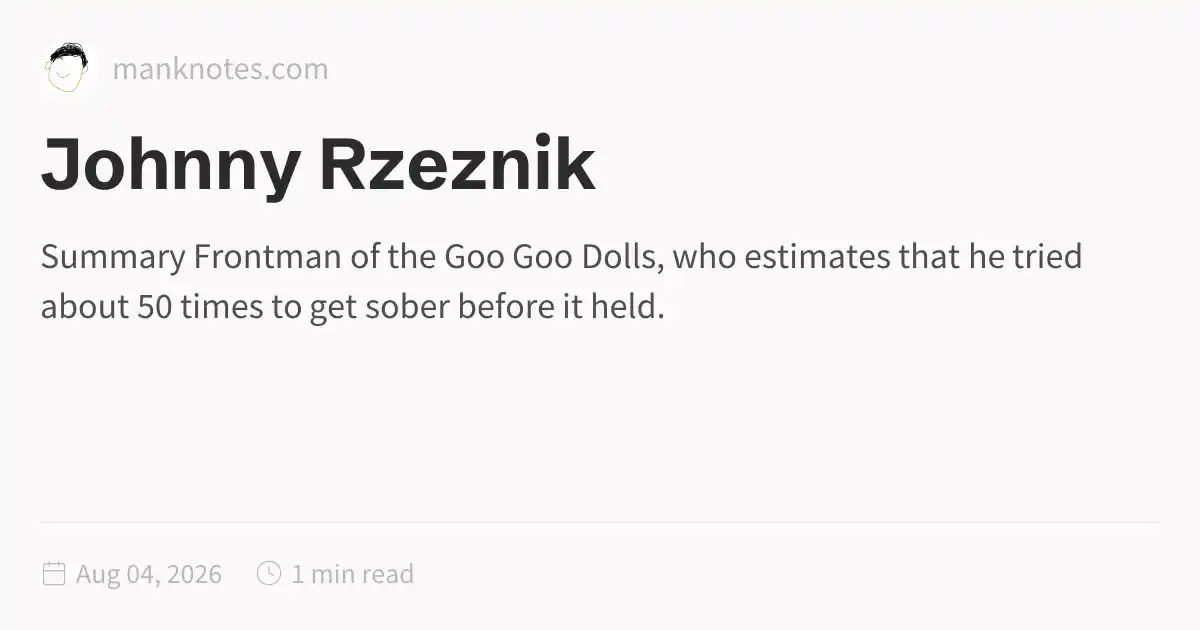 manknotes.com
Johnny Rzeznik
Summary Frontman of the Goo Goo Dolls, who estimates that he tried
about 50 times to get sober before it held.
Aug 04, 2026
1 min read